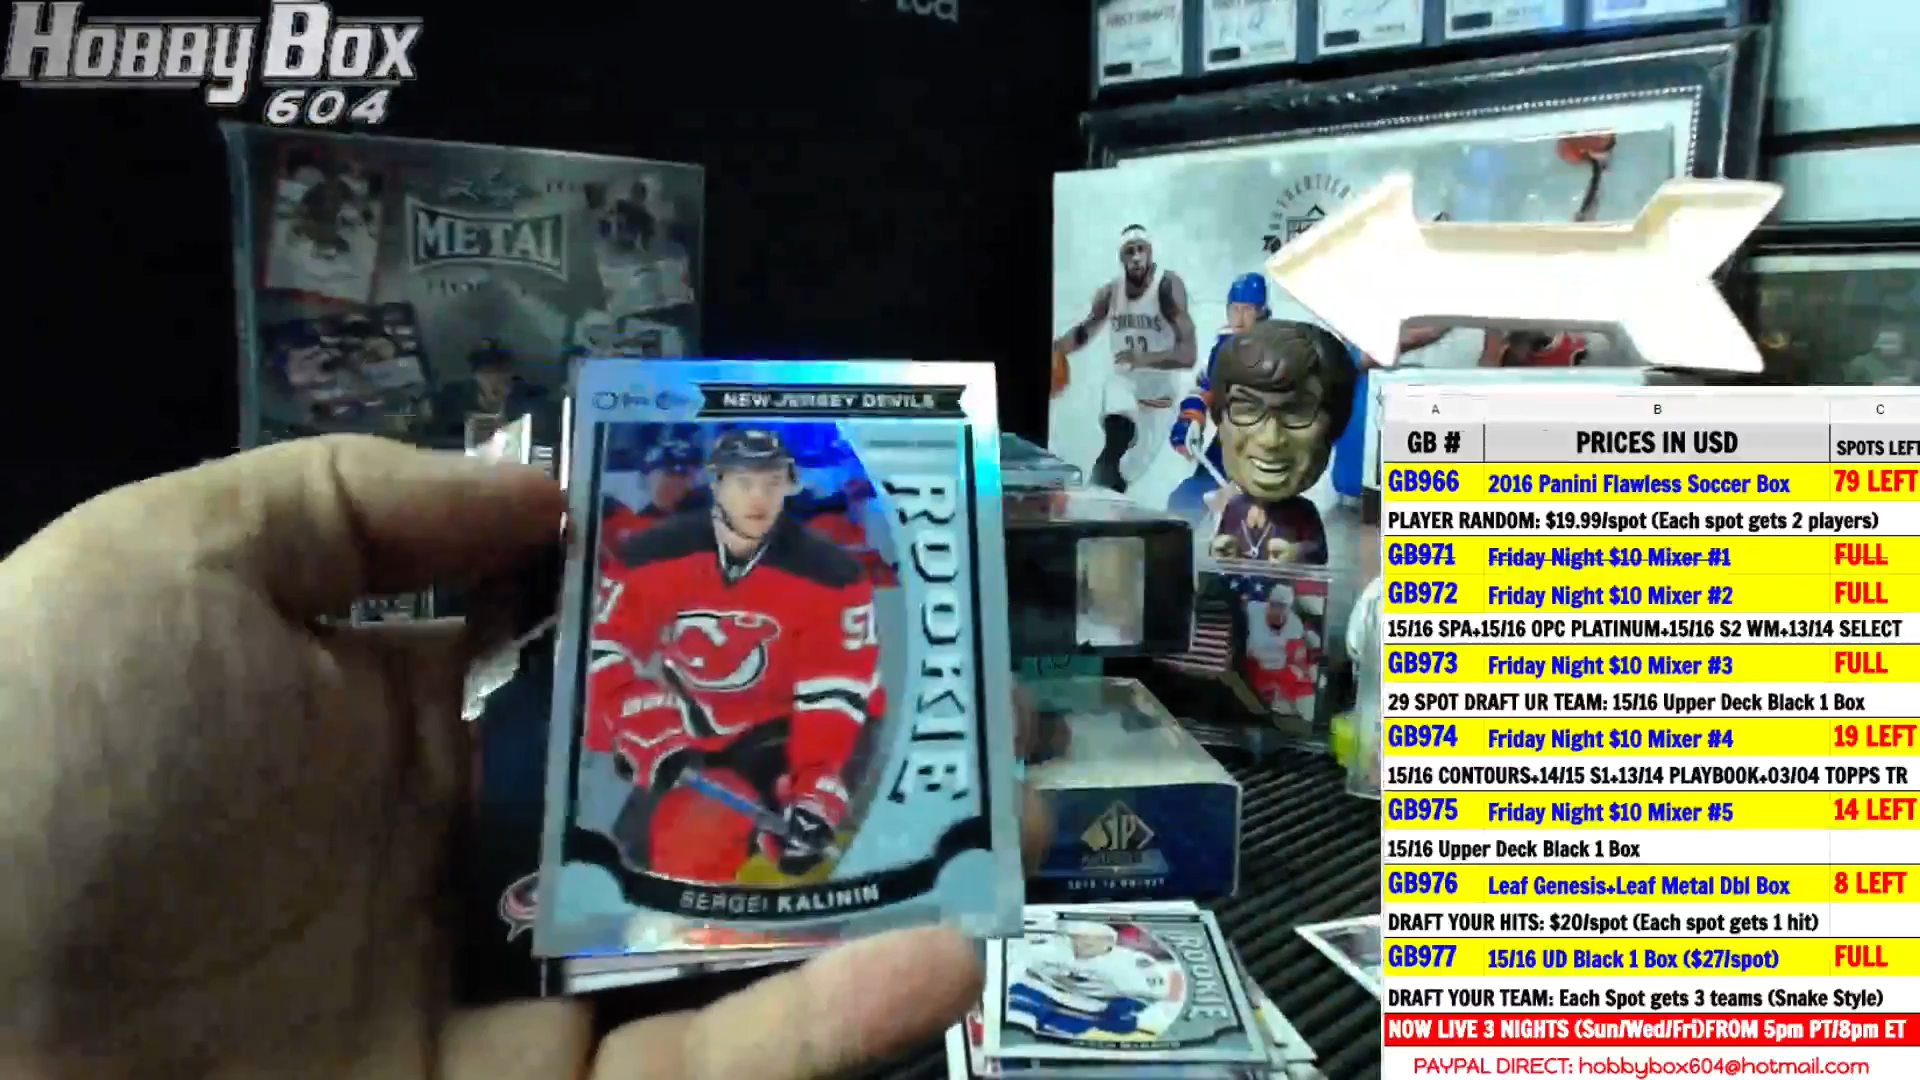 HobbyBox
604
METAL
CAVALIERS
23
NEW JERSEY DEVILS
ROOKIE
51
SERGEI KALININ
SP
ROOKIE
A B C
GB # PRICES IN USD SPOTS LEFT
GB966 2016 Panini Flawless Soccer Box 79 LEFT
PLAYER RANDOM: $19.99/spot (Each spot gets 2 players)
GB971 Friday Night $10 Mixer #1 FULL
GB972 Friday Night $10 Mixer #2 FULL
15/16 SPA+15/16 OPC PLATINUM+15/16 S2 WM+13/14 SELECT
GB973 Friday Night $10 Mixer #3 FULL
29 SPOT DRAFT UR TEAM: 15/16 Upper Deck Black 1 Box
GB974 Friday Night $10 Mixer #4 19 LEFT
15/16 CONTOURS+14/15 S1+13/14 PLAYBOOK+03/04 TOPPS TR
GB975 Friday Night $10 Mixer #5 14 LEFT
15/16 Upper Deck Black 1 Box
GB976 Leaf Genesis+Leaf Metal Dbl Box 8 LEFT
DRAFT YOUR HITS: $20/spot (Each spot gets 1 hit)
GB977 15/16 UD Black 1 Box ($27/spot) FULL
DRAFT YOUR TEAM: Each Spot gets 3 teams (Snake Style)
NOW LIVE 3 NIGHTS (Sun/Wed/Fri)FROM 5pm PT/8pm ET
PAYPAL DIRECT: hobbybox604@hotmail.com